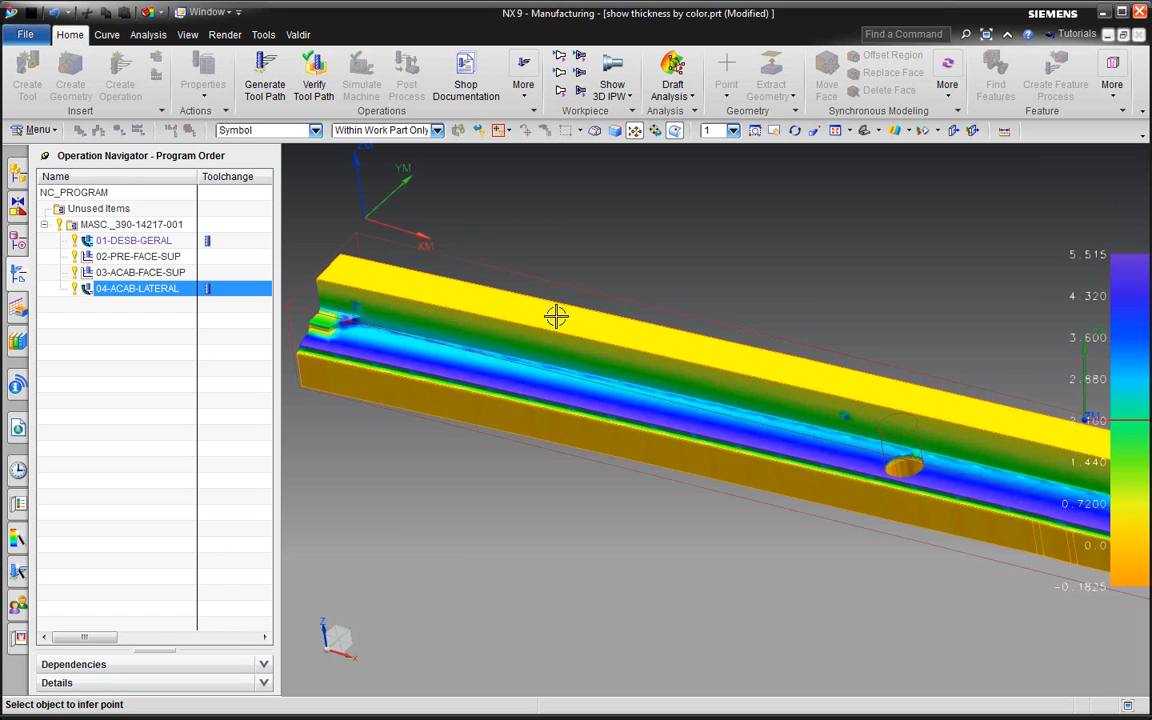 NX 9 - Manufacturing - [show thickness by color.prt (Modified) ]
SIEMENS
Window
File
Home
Curve
Analysis
View
Render
Tools
Valdir
Find a Command
Tutorials
Create Tool
Create Geometry
Create Operation
Insert
Properties
Actions
Generate Tool Path
Verify Tool Path
Simulate Machine
Post Process
Shop Documentation
More
Operations
Show 3D IPW
Workpiece
Draft Analysis
Analysis
Point
Extract Geometry
Geometry
Move Face
Offset Region
Replace Face
Delete Face
More
Synchronous Modeling
Find Features
Create Feature Process
More
Feature
Menu
Symbol
Within Work Part Only
1
Operation Navigator - Program Order
Name
Toolchange
NC_PROGRAM
Unused Items
MASC._390-14217-001
01-DESB-GERAL
02-PRE-FACE-SUP
03-ACAB-FACE-SUP
04-ACAB-LATERAL
Dependencies
Details
ZM
YM
XM
5.515
4.320
3.600
2.880
1.440
0.7200
0.0
-0.1825
Z
X
Select object to infer point